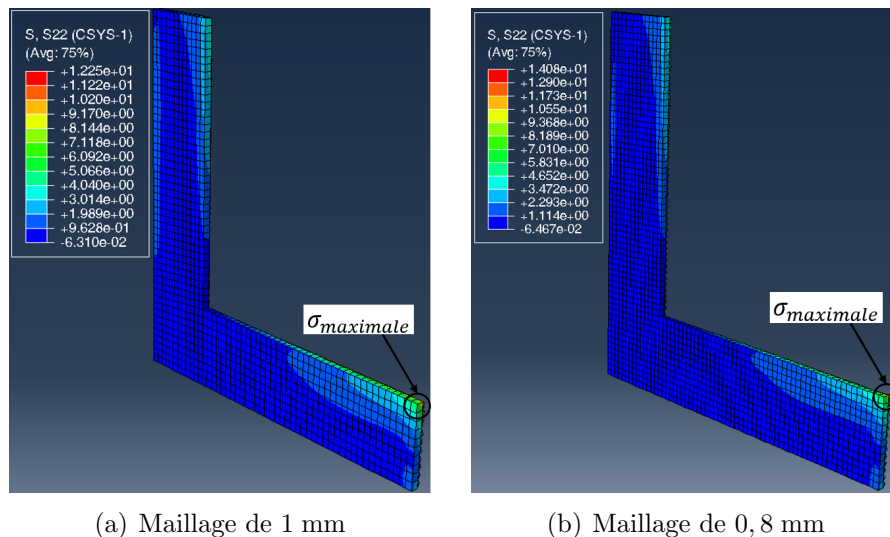 S, S22 (CSYS-1)
(Avg: 75%)
+1.225e+01
+1.122e+01
+1.020e+01
+9.170e+00
+8.144e+00
+7.118e+00
+6.092e+00
+5.066e+00
+4.040e+00
+3.014e+00
+1.989e+00
+9.628e-01
-6.310e-02
σmaximale
(a) Maillage de 1 mm
S, S22 (CSYS-1)
(Avg: 75%)
+1.408e+01
+1.290e+01
+1.173e+01
+1.055e+01
+9.368e+00
+8.189e+00
+7.010e+00
+5.831e+00
+4.652e+00
+3.472e+00
+2.293e+00
+1.114e+00
-6.467e-02
σmaximale
(b) Maillage de 0, 8 mm